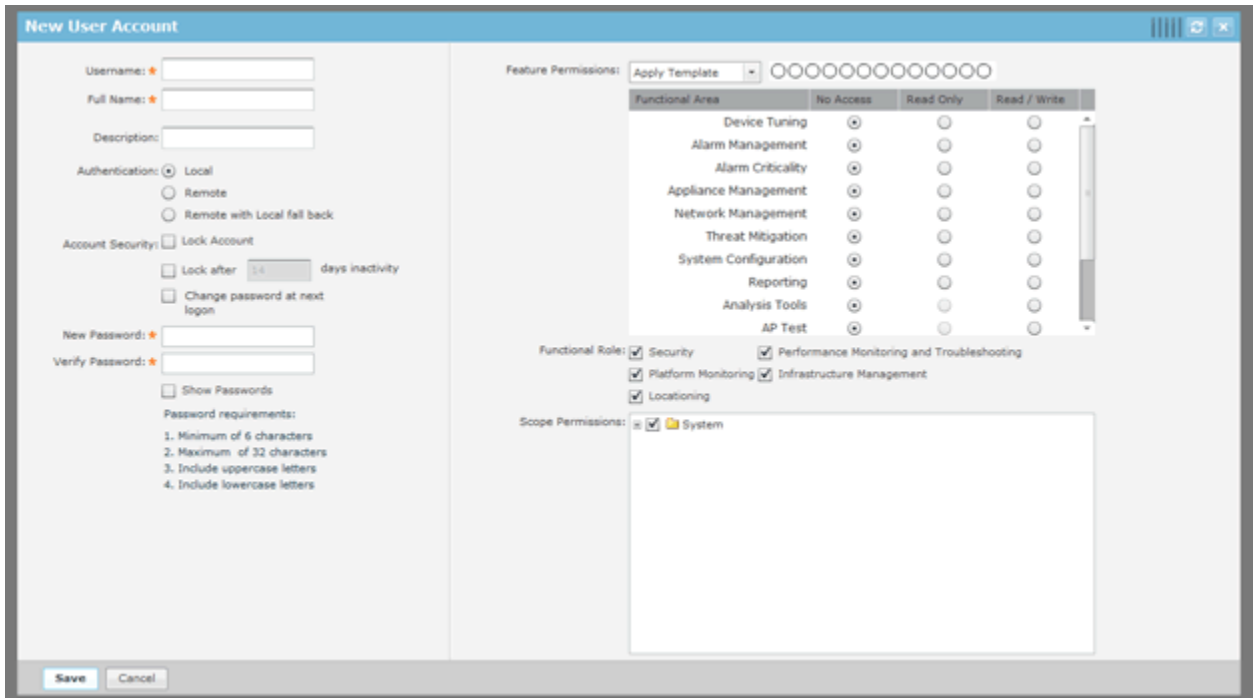 New User Account
Username: *
Full Name: *
Description:
Authentication: Local
Remote
Remote with Local fall back
Account Security: Lock Account
Lock after 14 days inactivity
Change password at next
logon
New Password: *
Verify Password: *
Show Passwords
Password requirements:
1. Minimum of 6 characters
2. Maximum of 32 characters
3. Include uppercase letters
4. Include lowercase letters
Feature Permissions: Apply Template
Functional Area No Access Read Only Read / Write
Device Tuning
Alarm Management
Alarm Criticality
Appliance Management
Network Management
Threat Mitigation
System Configuration
Reporting
Analysis Tools
AP Test
Functional Role: Security Performance Monitoring and Troubleshooting
Platform Monitoring Infrastructure Management
Locationing
Scope Permissions: System
Save Cancel